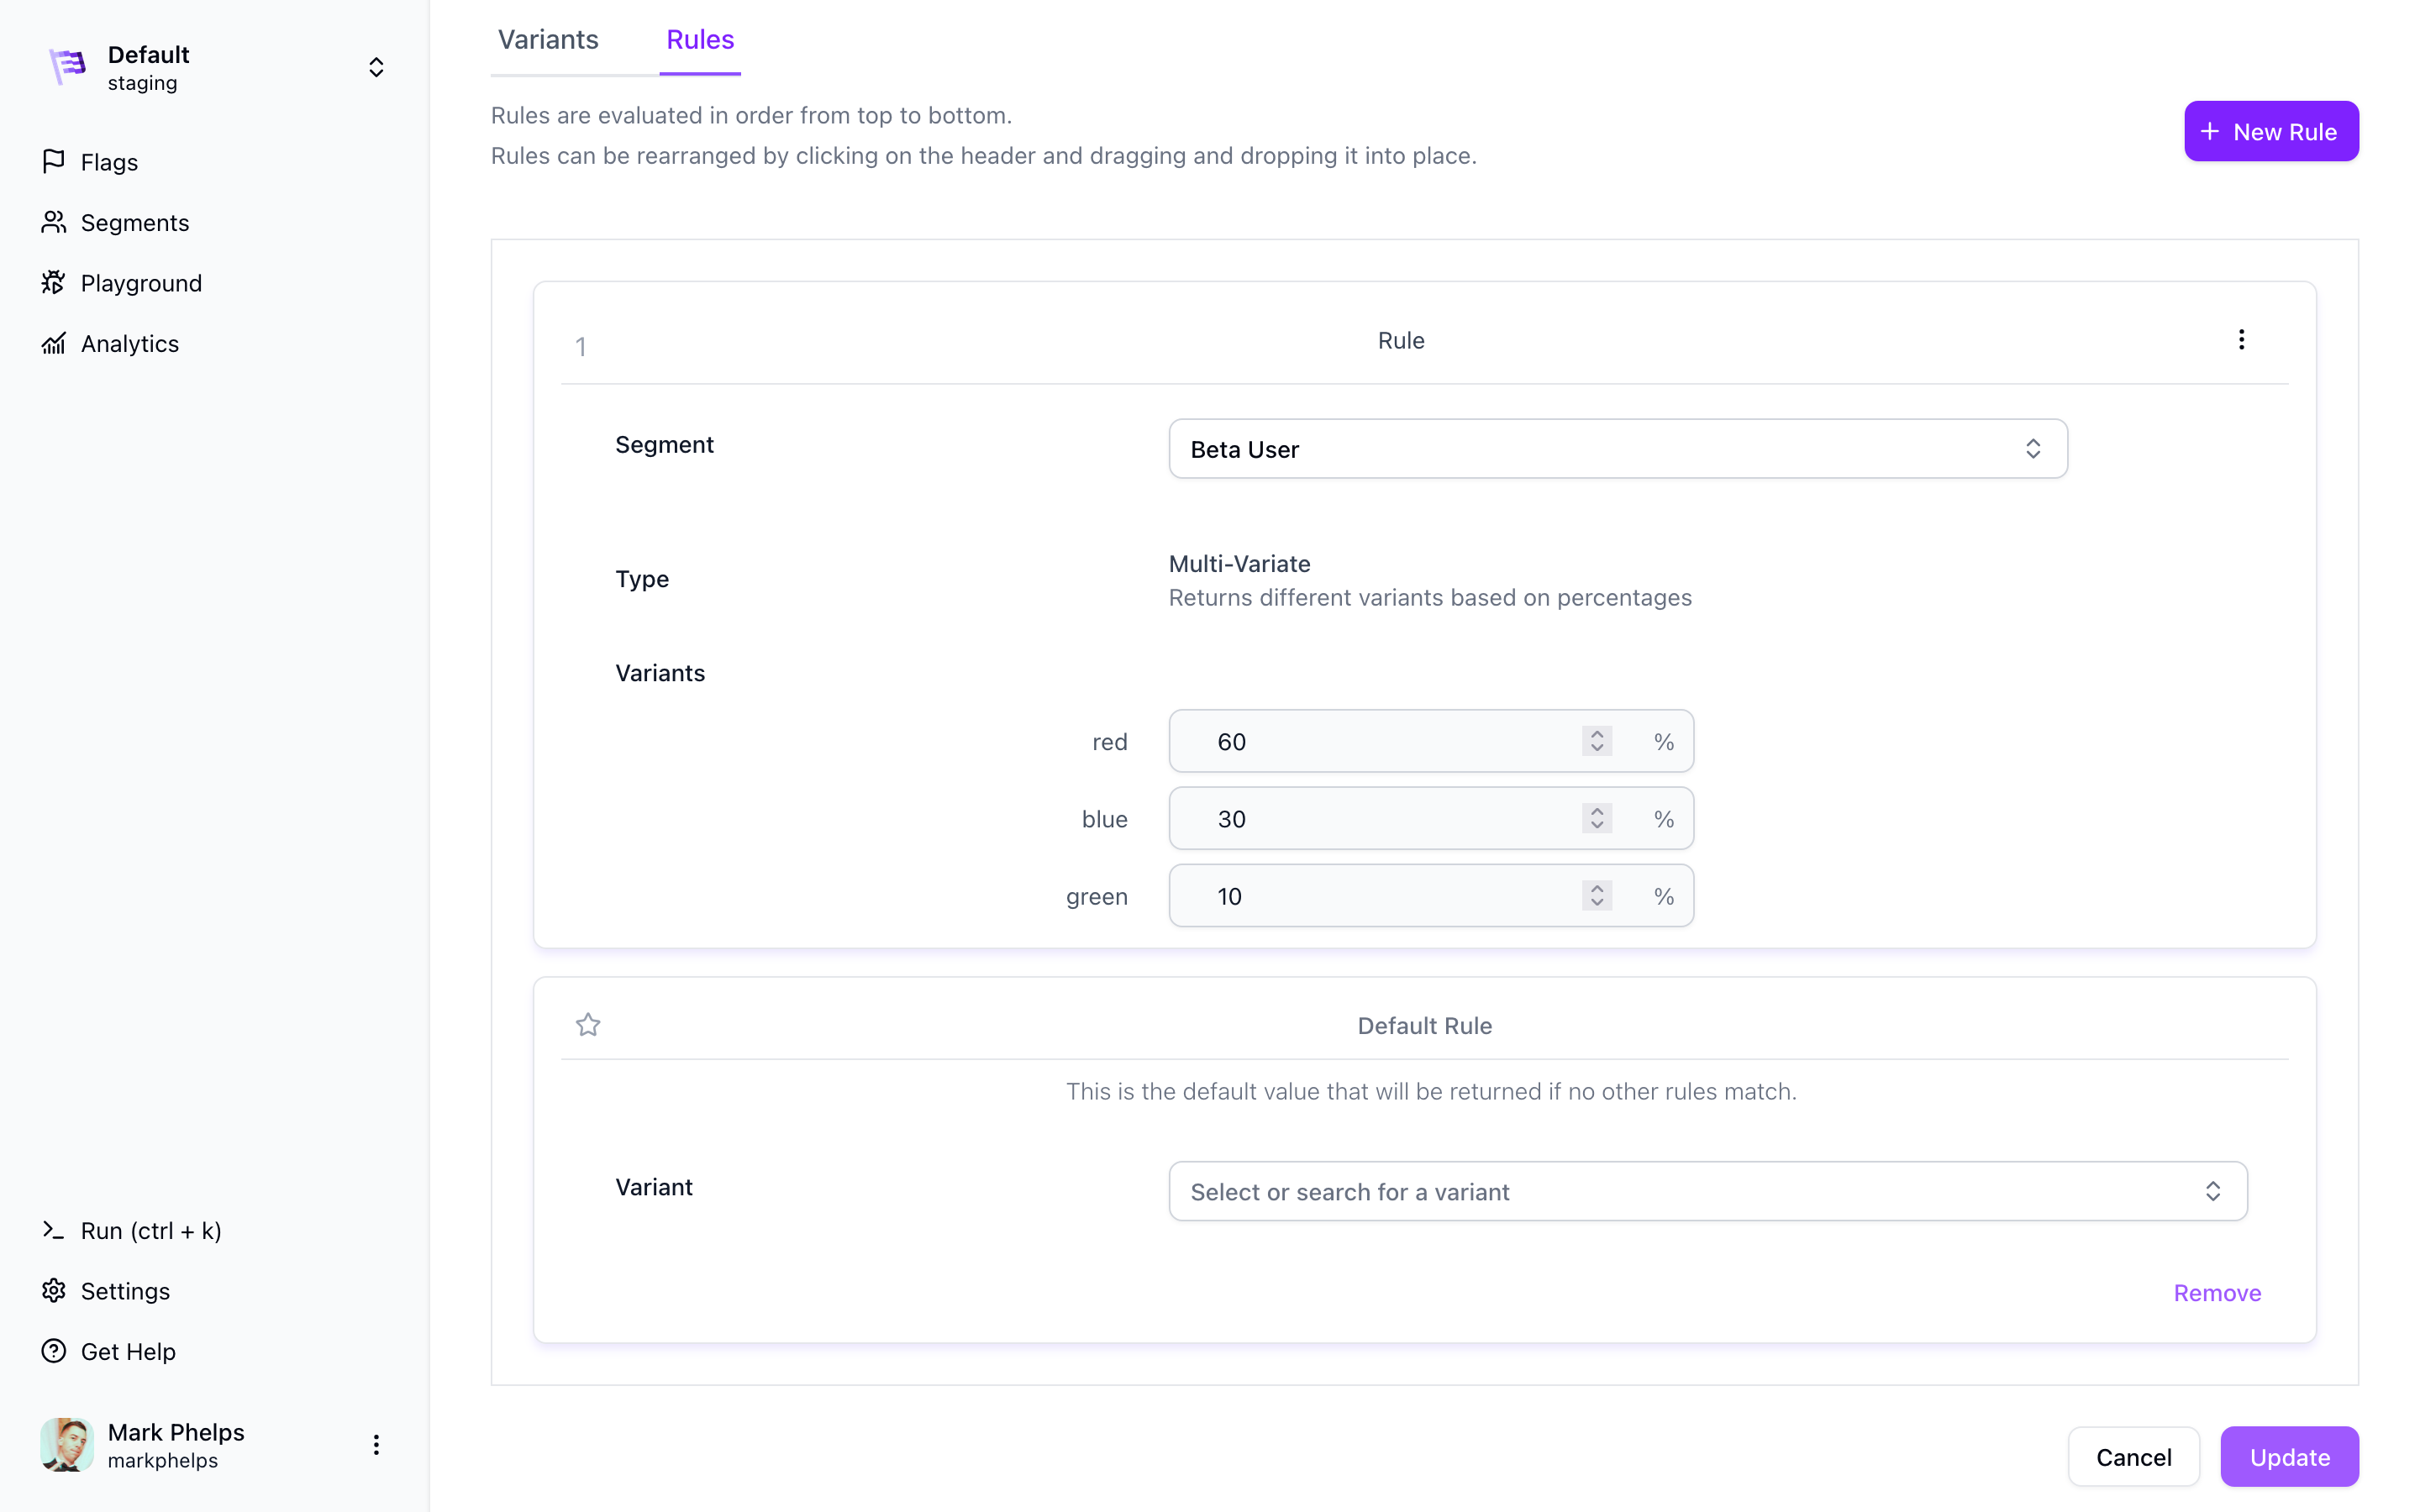 Default
staging
Flags
Segments
Playground
Analytics
Run (ctrl + k)
Settings
Get Help
Mark Phelps
markphelps
Variants
Rules
Rules are evaluated in order from top to bottom.
Rules can be rearranged by clicking on the header and dragging and dropping it into place.
+ New Rule
1
Rule
Segment
Beta User
Type
Multi-Variate
Returns different variants based on percentages
Variants
red 60 %
blue 30 %
green 10 %
Default Rule
This is the default value that will be returned if no other rules match.
Variant
Select or search for a variant
Remove
Cancel
Update